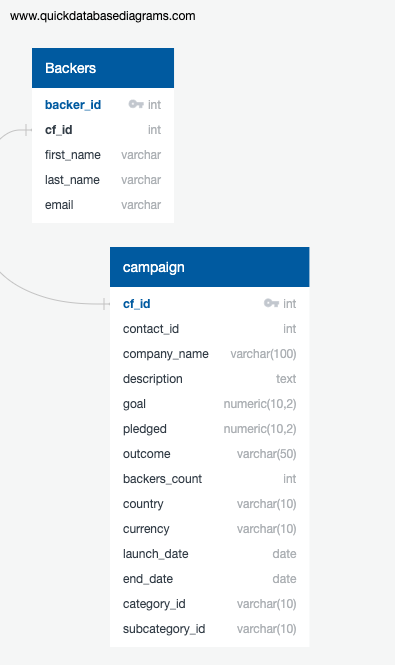 www.quickdatabasediagrams.com
Backers
backer_id int
cf_id int
first_name varchar
last_name varchar
email varchar
campaign
cf_id int
contact_id int
company_name varchar(100)
description text
goal numeric(10,2)
pledged numeric(10,2)
outcome varchar(50)
backers_count int
country varchar(10)
currency varchar(10)
launch_date date
end_date date
category_id varchar(10)
subcategory_id varchar(10)